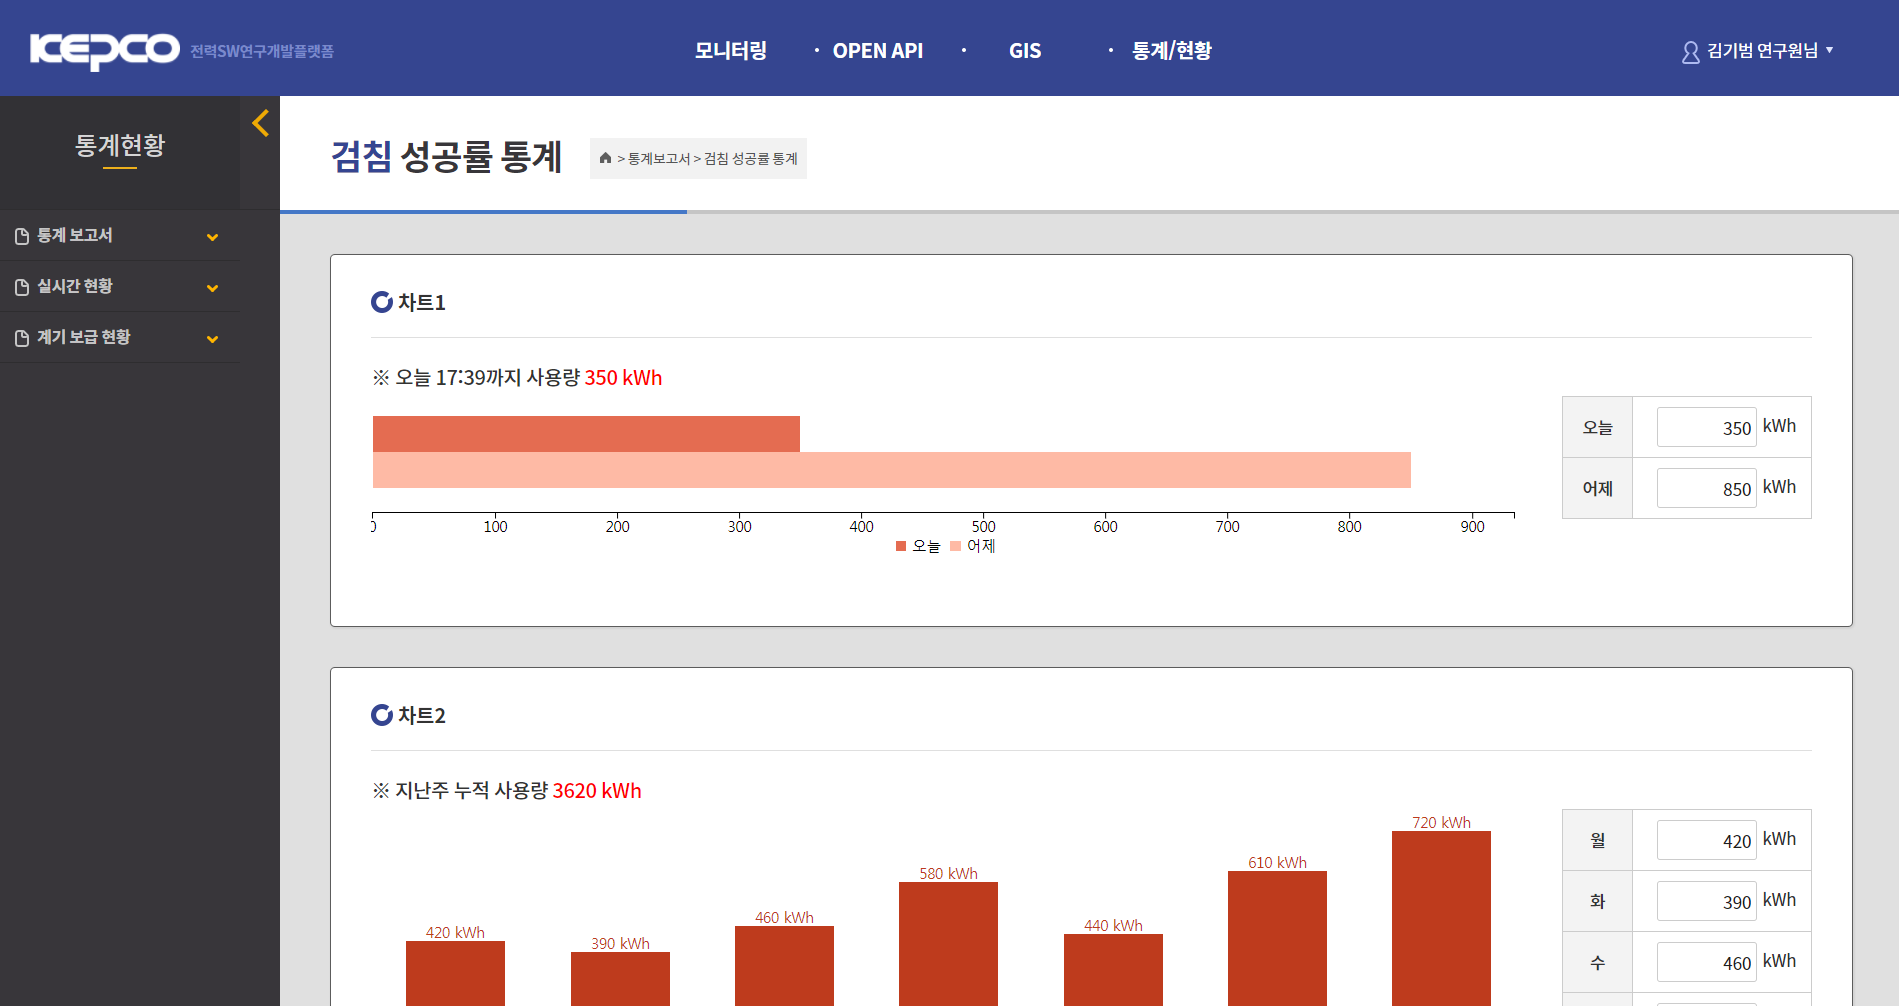 KEPCO 전력SW연구개발플랫폼
모니터링 · OPEN API · GIS · 통계/현황
김기범 연구원님 ▼
통계현황
통계 보고서
실시간 현황
계기 보급 현황
검침 성공률 통계
> 통계보고서 > 검침 성공률 통계
차트1
※ 오늘 17:39까지 사용량 350 kWh
0 100 200 300 400 500 600 700 800 900
오늘 어제
오늘 350 kWh
어제 850 kWh
차트2
※ 지난주 누적 사용량 3620 kWh
420 kWh
390 kWh
460 kWh
580 kWh
440 kWh
610 kWh
720 kWh
월 420 kWh
화 390 kWh
수 460 kWh